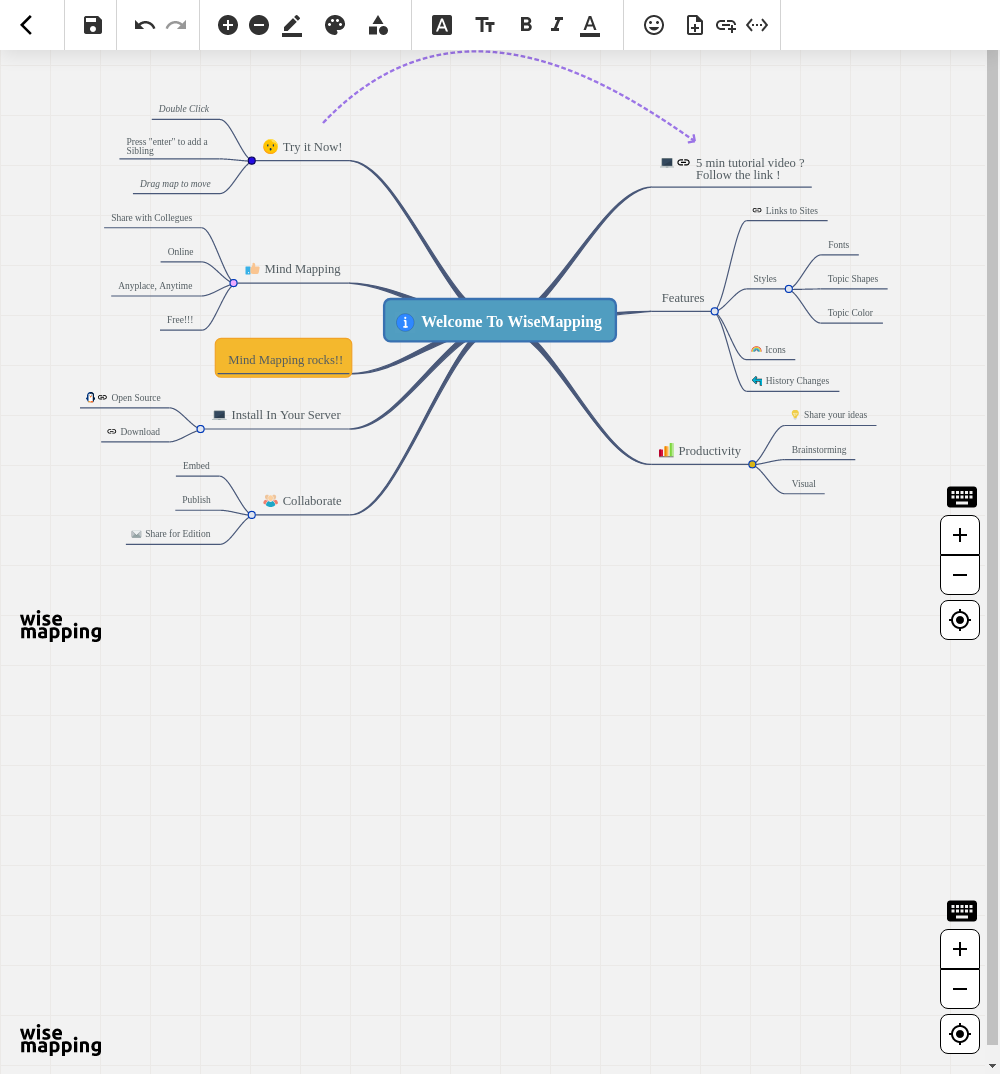 Double Click
Press "enter" to add a
Sibling
Drag map to move
Try it Now!
5 min tutorial video ?
Follow the link !
Share with Collegues
Online
Anyplace, Anytime
Free!!!
Mind Mapping
Links to Sites
Fonts
Styles
Topic Shapes
Topic Color
Features
Icons
History Changes
Welcome To WiseMapping
Mind Mapping rocks!!
Open Source
Download
Install In Your Server
Share your ideas
Brainstorming
Visual
Productivity
Embed
Publish
Share for Edition
Collaborate
wise
mapping
wise
mapping